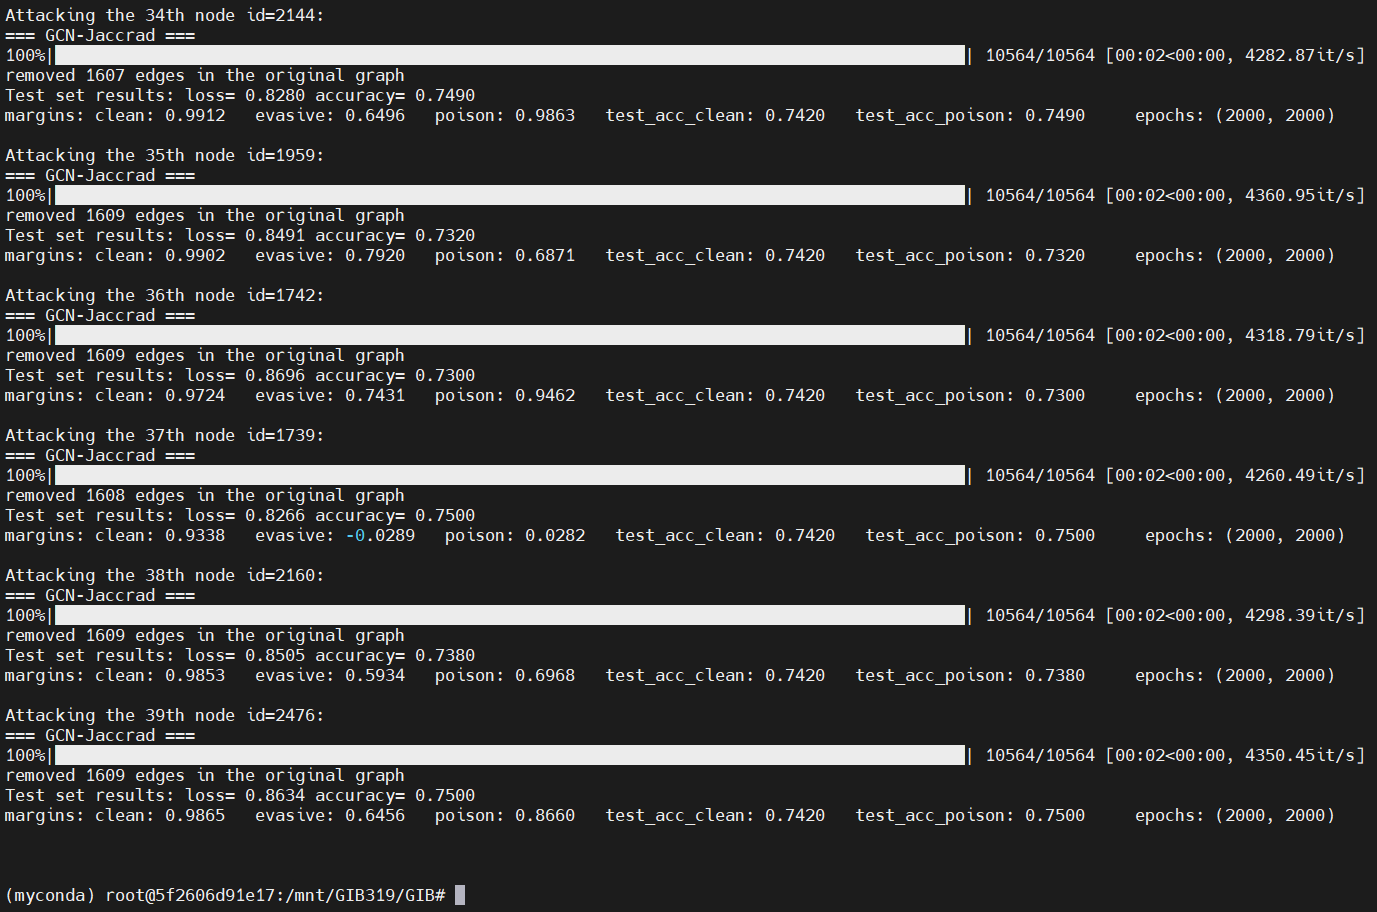 Attacking the 34th node id=2144:
=== GCN-Jaccrad ===
100%| | 10564/10564 [00:02<00:00, 4282.87it/s]
removed 1607 edges in the original graph
Test set results: loss= 0.8280 accuracy= 0.7490
margins: clean: 0.9912 evasive: 0.6496 poison: 0.9863 test_acc_clean: 0.7420 test_acc_poison: 0.7490 epochs: (2000, 2000)
Attacking the 35th node id=1959:
=== GCN-Jaccrad ===
100%| | 10564/10564 [00:02<00:00, 4360.95it/s]
removed 1609 edges in the original graph
Test set results: loss= 0.8491 accuracy= 0.7320
margins: clean: 0.9902 evasive: 0.7920 poison: 0.6871 test_acc_clean: 0.7420 test_acc_poison: 0.7320 epochs: (2000, 2000)
Attacking the 36th node id=1742:
=== GCN-Jaccrad ===
100%| | 10564/10564 [00:02<00:00, 4318.79it/s]
removed 1609 edges in the original graph
Test set results: loss= 0.8696 accuracy= 0.7300
margins: clean: 0.9724 evasive: 0.7431 poison: 0.9462 test_acc_clean: 0.7420 test_acc_poison: 0.7300 epochs: (2000, 2000)
Attacking the 37th node id=1739:
=== GCN-Jaccrad ===
100%| | 10564/10564 [00:02<00:00, 4260.49it/s]
removed 1608 edges in the original graph
Test set results: loss= 0.8266 accuracy= 0.7500
margins: clean: 0.9338 evasive: -0.0289 poison: 0.0282 test_acc_clean: 0.7420 test_acc_poison: 0.7500 epochs: (2000, 2000)
Attacking the 38th node id=2160:
=== GCN-Jaccrad ===
100%| | 10564/10564 [00:02<00:00, 4298.39it/s]
removed 1609 edges in the original graph
Test set results: loss= 0.8505 accuracy= 0.7380
margins: clean: 0.9853 evasive: 0.5934 poison: 0.6968 test_acc_clean: 0.7420 test_acc_poison: 0.7380 epochs: (2000, 2000)
Attacking the 39th node id=2476:
=== GCN-Jaccrad ===
100%| | 10564/10564 [00:02<00:00, 4350.45it/s]
removed 1609 edges in the original graph
Test set results: loss= 0.8634 accuracy= 0.7500
margins: clean: 0.9865 evasive: 0.6456 poison: 0.8660 test_acc_clean: 0.7420 test_acc_poison: 0.7500 epochs: (2000, 2000)
(myconda) root@5f2606d91e17:/mnt/GIB319/GIB#